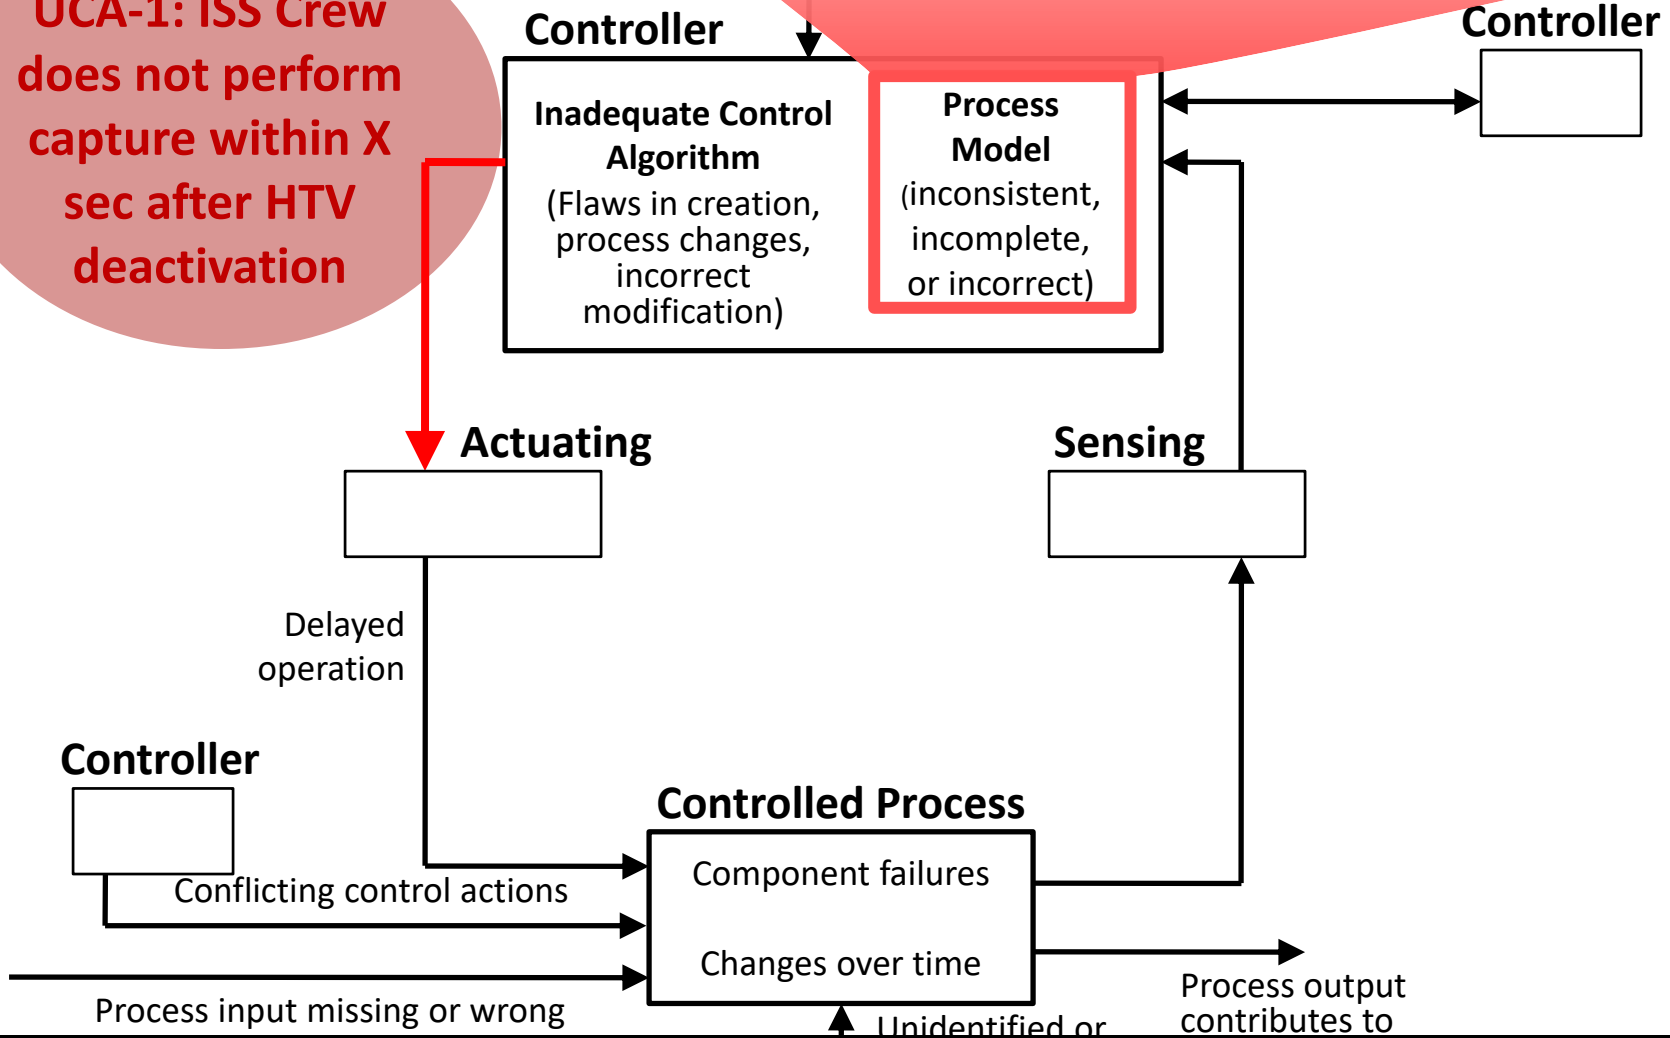 UCA-1: ISS Crew
does not perform
capture within X
sec after HTV
deactivation
Controller
Inadequate Control
Algorithm
(Flaws in creation,
process changes,
incorrect
modification)
Process
Model
(inconsistent,
incomplete,
or incorrect)
Controller
Actuating
Sensing
Delayed
operation
Controller
Conflicting control actions
Process input missing or wrong
Controlled Process
Component failures
Changes over time
Unidentified or
Process output
contributes to